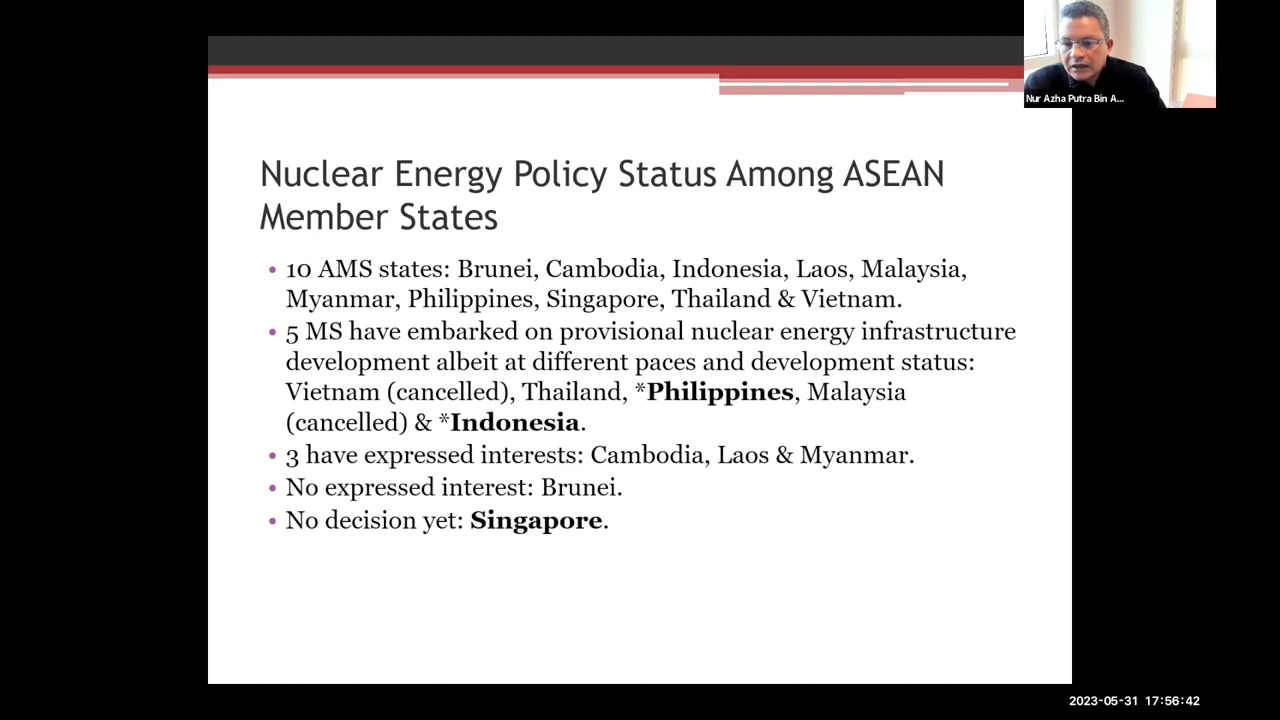 Nur Azha Putra Bin A...
Nuclear Energy Policy Status Among ASEAN
Member States
• 10 AMS states: Brunei, Cambodia, Indonesia, Laos, Malaysia,
Myanmar, Philippines, Singapore, Thailand & Vietnam.
• 5 MS have embarked on provisional nuclear energy infrastructure
development albeit at different paces and development status:
Vietnam (cancelled), Thailand, *Philippines, Malaysia
(cancelled) & *Indonesia.
• 3 have expressed interests: Cambodia, Laos & Myanmar.
• No expressed interest: Brunei.
• No decision yet: Singapore.
2023-05-31 17:56:42